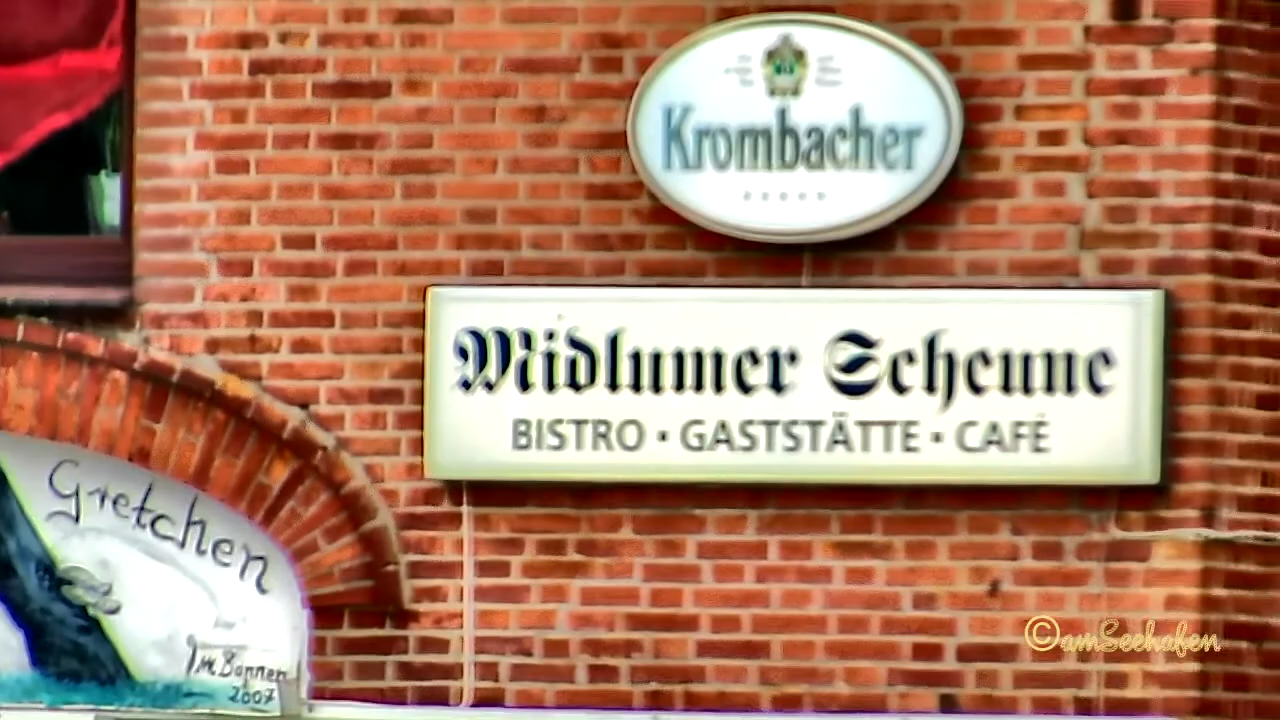 Krombacher
Midlumer Scheune
BISTRO · GASTSTÄTTE · CAFÉ
Gretchen
2007
©amSeehafen